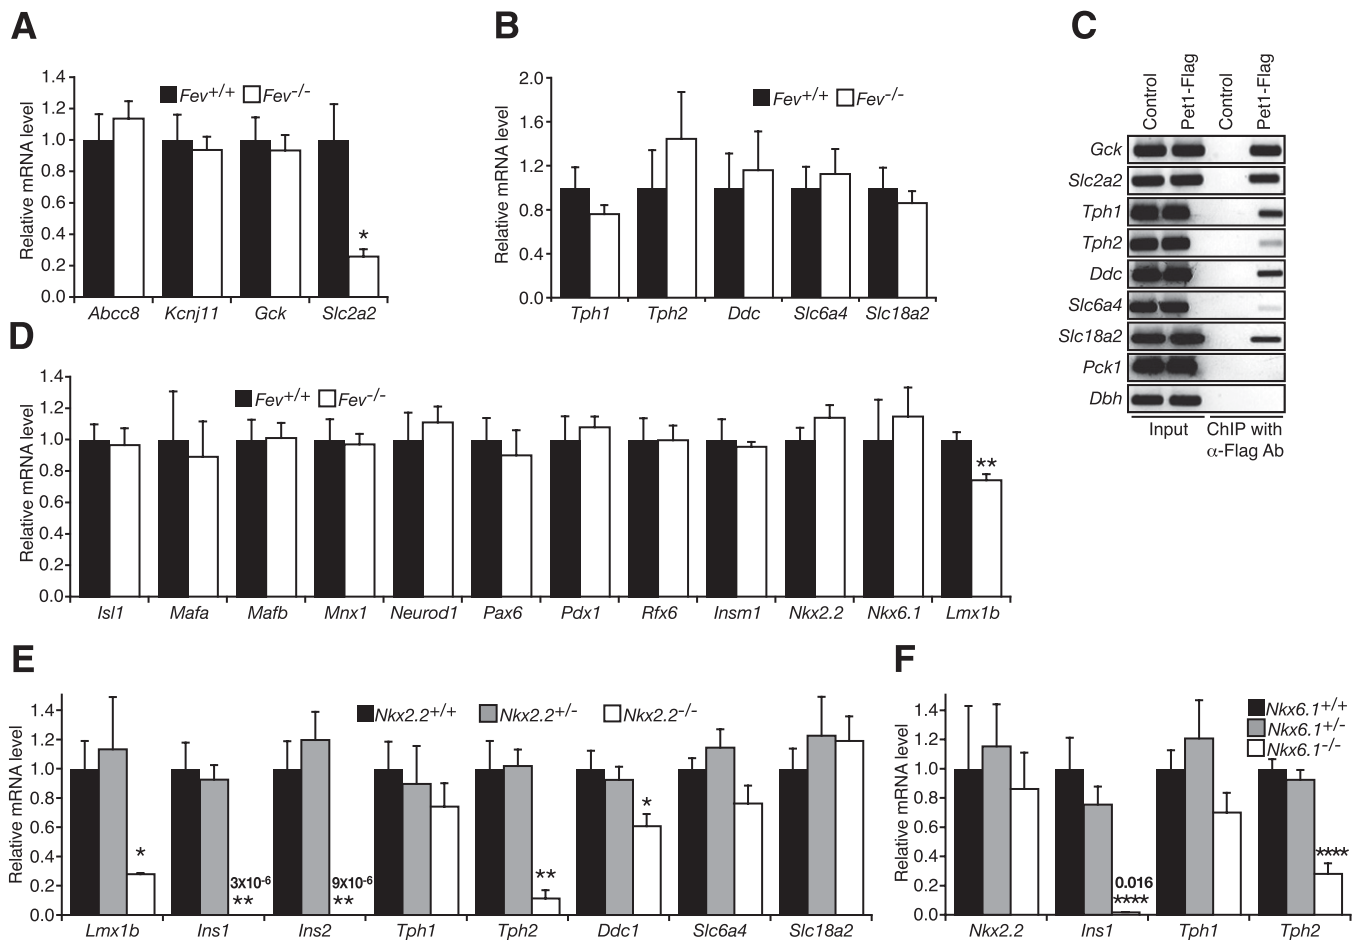 A
Relative mRNA level
1.4
1.2
1.0
0.8
0.6
0.4
0.2
0.0
Fev+/+ Fev-/-
*
Abcc8 Kcnj11 Gck Slc2a2
B
Relative mRNA level
2.0
1.6
1.2
0.8
0.4
0.0
Fev+/+ Fev-/-
Tph1 Tph2 Ddc Slc6a4 Slc18a2
C
Control Pet1-Flag Control Pet1-Flag
Gck
Slc2a2
Tph1
Tph2
Ddc
Slc6a4
Slc18a2
Pck1
Dbh
Input ChIP with
α-Flag Ab
D
Relative mRNA level
1.4
1.2
1.0
0.8
0.6
0.4
0.2
0.0
Fev+/+ Fev-/-
**
Isl1 Mafa Mafb Mnx1 Neurod1 Pax6 Pdx1 Rfx6 Insm1 Nkx2.2 Nkx6.1 Lmx1b
E
Relative mRNA level
1.4
1.2
1.0
0.8
0.6
0.4
0.2
0.0
Nkx2.2+/+ Nkx2.2+/- Nkx2.2-/-
*
3x10-6
**
9x10-6
**
**
*
Lmx1b Ins1 Ins2 Tph1 Tph2 Ddc1 Slc6a4 Slc18a2
F
Relative mRNA level
1.4
1.2
1.0
0.8
0.6
0.4
0.2
0.0
Nkx6.1+/+
Nkx6.1+/-
Nkx6.1-/-
0.016
****
****
Nkx2.2 Ins1 Tph1 Tph2